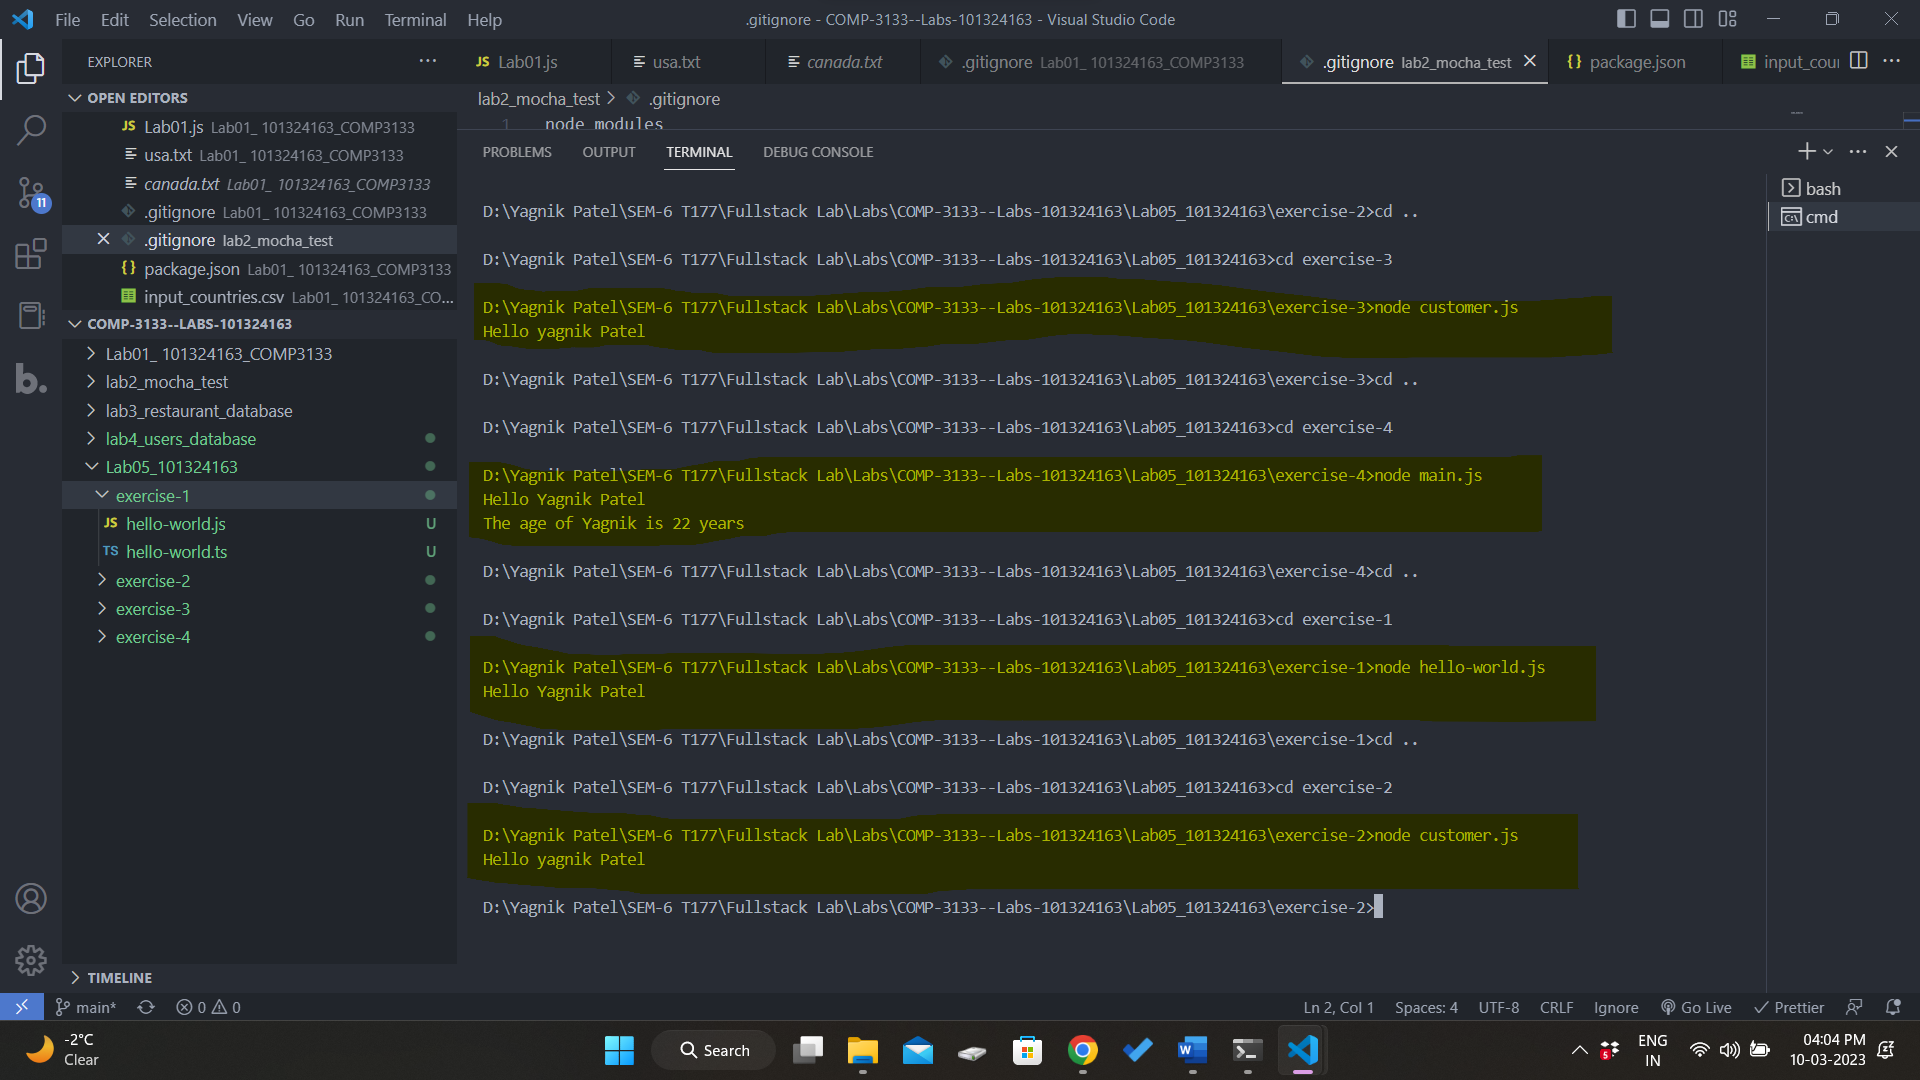 File Edit Selection View Go Run Terminal Help
.gitignore - COMP-3133--Labs-101324163 - Visual Studio Code
EXPLORER
OPEN EDITORS
JS Lab01.js Lab01_ 101324163_COMP3133
usa.txt Lab01_ 101324163_COMP3133
canada.txt Lab01_ 101324163_COMP3133
.gitignore Lab01_ 101324163_COMP3133
.gitignore lab2_mocha_test
{} package.json Lab01_ 101324163_COMP3133
input_countries.csv Lab01_ 101324163_CO...
COMP-3133--LABS-101324163
Lab01_ 101324163_COMP3133
lab2_mocha_test
lab3_restaurant_database
lab4_users_database
Lab05_101324163
exercise-1
JS hello-world.js U
TS hello-world.ts U
exercise-2
exercise-3
exercise-4
TIMELINE
11
b.
JS Lab01.js usa.txt canada.txt .gitignore Lab01_ 101324163_COMP3133 .gitignore lab2_mocha_test {} package.json input_cou
lab2_mocha_test > .gitignore
1 node modules
PROBLEMS OUTPUT TERMINAL DEBUG CONSOLE
bash
cmd
D:\Yagnik Patel\SEM-6 T177\Fullstack Lab\Labs\COMP-3133--Labs-101324163\Lab05_101324163\exercise-2>cd ..
D:\Yagnik Patel\SEM-6 T177\Fullstack Lab\Labs\COMP-3133--Labs-101324163\Lab05_101324163>cd exercise-3
D:\Yagnik Patel\SEM-6 T177\Fullstack Lab\Labs\COMP-3133--Labs-101324163\Lab05_101324163\exercise-3>node customer.js
Hello yagnik Patel
D:\Yagnik Patel\SEM-6 T177\Fullstack Lab\Labs\COMP-3133--Labs-101324163\Lab05_101324163\exercise-3>cd ..
D:\Yagnik Patel\SEM-6 T177\Fullstack Lab\Labs\COMP-3133--Labs-101324163\Lab05_101324163>cd exercise-4
D:\Yagnik Patel\SEM-6 T177\Fullstack Lab\Labs\COMP-3133--Labs-101324163\Lab05_101324163\exercise-4>node main.js
Hello Yagnik Patel
The age of Yagnik is 22 years
D:\Yagnik Patel\SEM-6 T177\Fullstack Lab\Labs\COMP-3133--Labs-101324163\Lab05_101324163\exercise-4>cd ..
D:\Yagnik Patel\SEM-6 T177\Fullstack Lab\Labs\COMP-3133--Labs-101324163\Lab05_101324163>cd exercise-1
D:\Yagnik Patel\SEM-6 T177\Fullstack Lab\Labs\COMP-3133--Labs-101324163\Lab05_101324163\exercise-1>node hello-world.js
Hello Yagnik Patel
D:\Yagnik Patel\SEM-6 T177\Fullstack Lab\Labs\COMP-3133--Labs-101324163\Lab05_101324163\exercise-1>cd ..
D:\Yagnik Patel\SEM-6 T177\Fullstack Lab\Labs\COMP-3133--Labs-101324163\Lab05_101324163>cd exercise-2
D:\Yagnik Patel\SEM-6 T177\Fullstack Lab\Labs\COMP-3133--Labs-101324163\Lab05_101324163\exercise-2>node customer.js
Hello yagnik Patel
D:\Yagnik Patel\SEM-6 T177\Fullstack Lab\Labs\COMP-3133--Labs-101324163\Lab05_101324163\exercise-2>
main* 0 0 Ln 2, Col 1 Spaces: 4 UTF-8 CRLF Ignore Go Live Prettier
-2°C
Clear
Search
W
5
ENG
IN
04:04 PM
10-03-2023